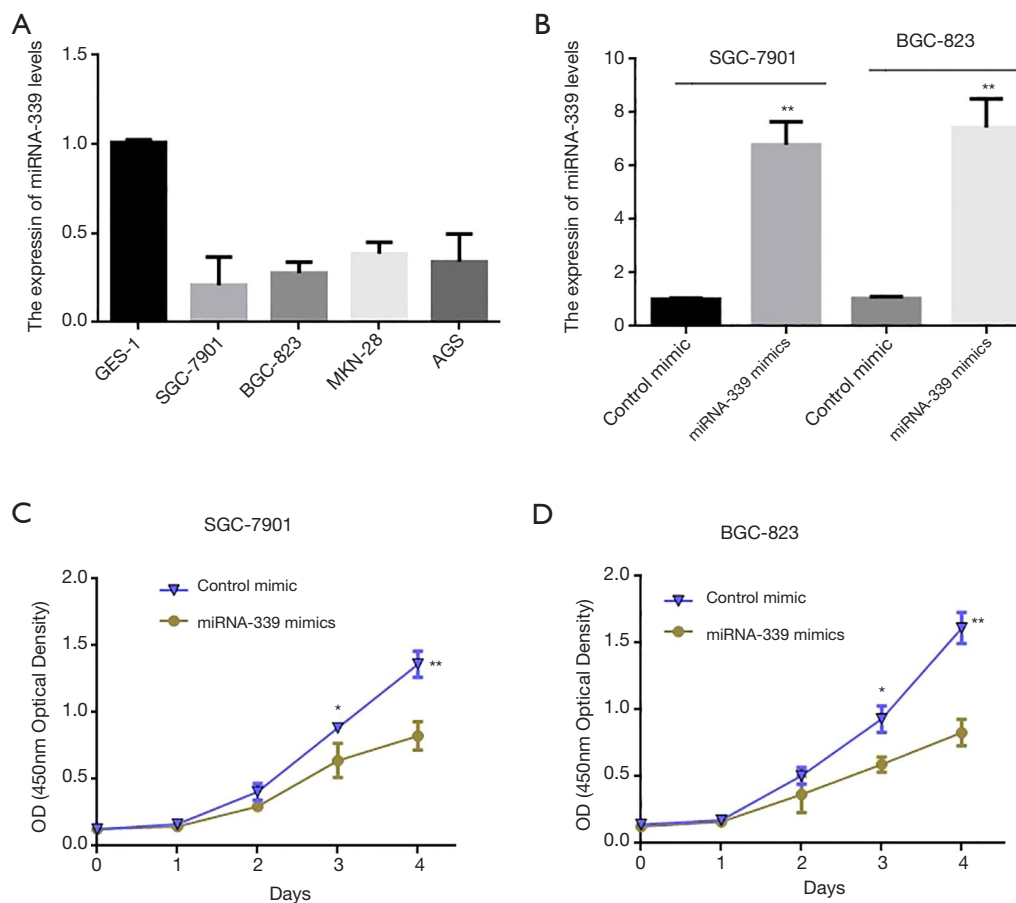 A
The expressin of miRNA-339 levels
1.5
1.0
0.5
0.0
GES-1
SGC-7901
BGC-823
MKN-28
AGS
B
The expressin of miRNA-339 levels
SGC-7901
BGC-823
10
8
6
4
2
0
**
**
Control mimic
miRNA-339 mimics
Control mimic
miRNA-339 mimics
C
SGC-7901
OD (450nm Optical Density)
2.0
1.5
1.0
0.5
0.0
Control mimic
miRNA-339 mimics
*
**
0 1 2 3 4
Days
D
BGC-823
OD (450nm Optical Density)
2.0
1.5
1.0
0.5
0.0
Control mimic
miRNA-339 mimics
*
**
0 1 2 3 4
Days